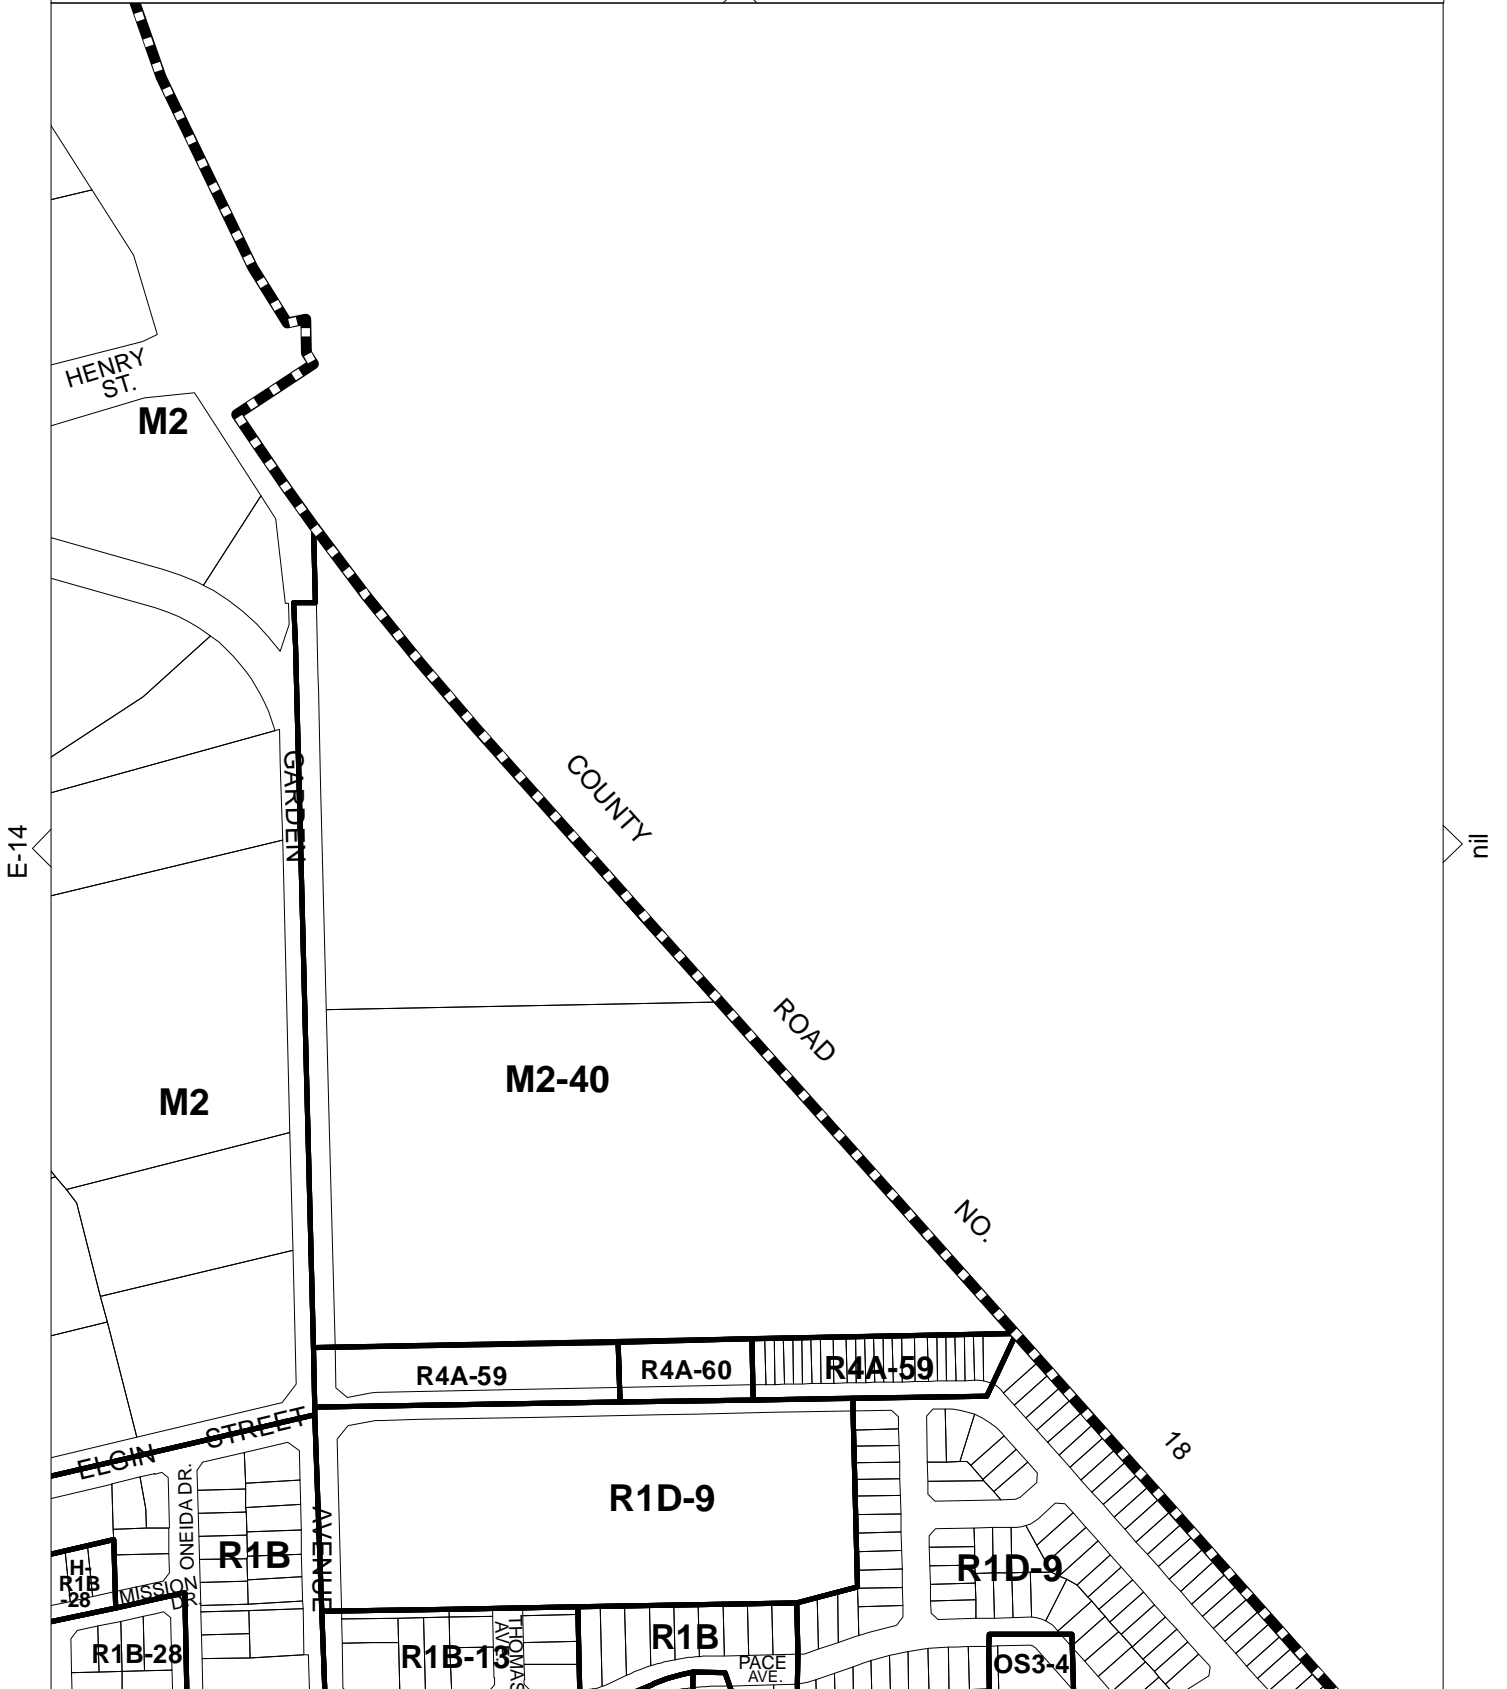 HENRY
ST.
M2
GARDEN
COUNTY
E-14
nil
ROAD
M2-40
M2
NO.
R4A-59
R4A-60
R4A-59
ELGIN STREET
18
ONEIDA DR.
AVENUE
R1D-9
R1B
R1D-9
H-
R1B
-28
MISSION
DR.
R1B-28
R1B-13
THOMAS
AVE.
R1B
PACE
AVE.
OS3-4